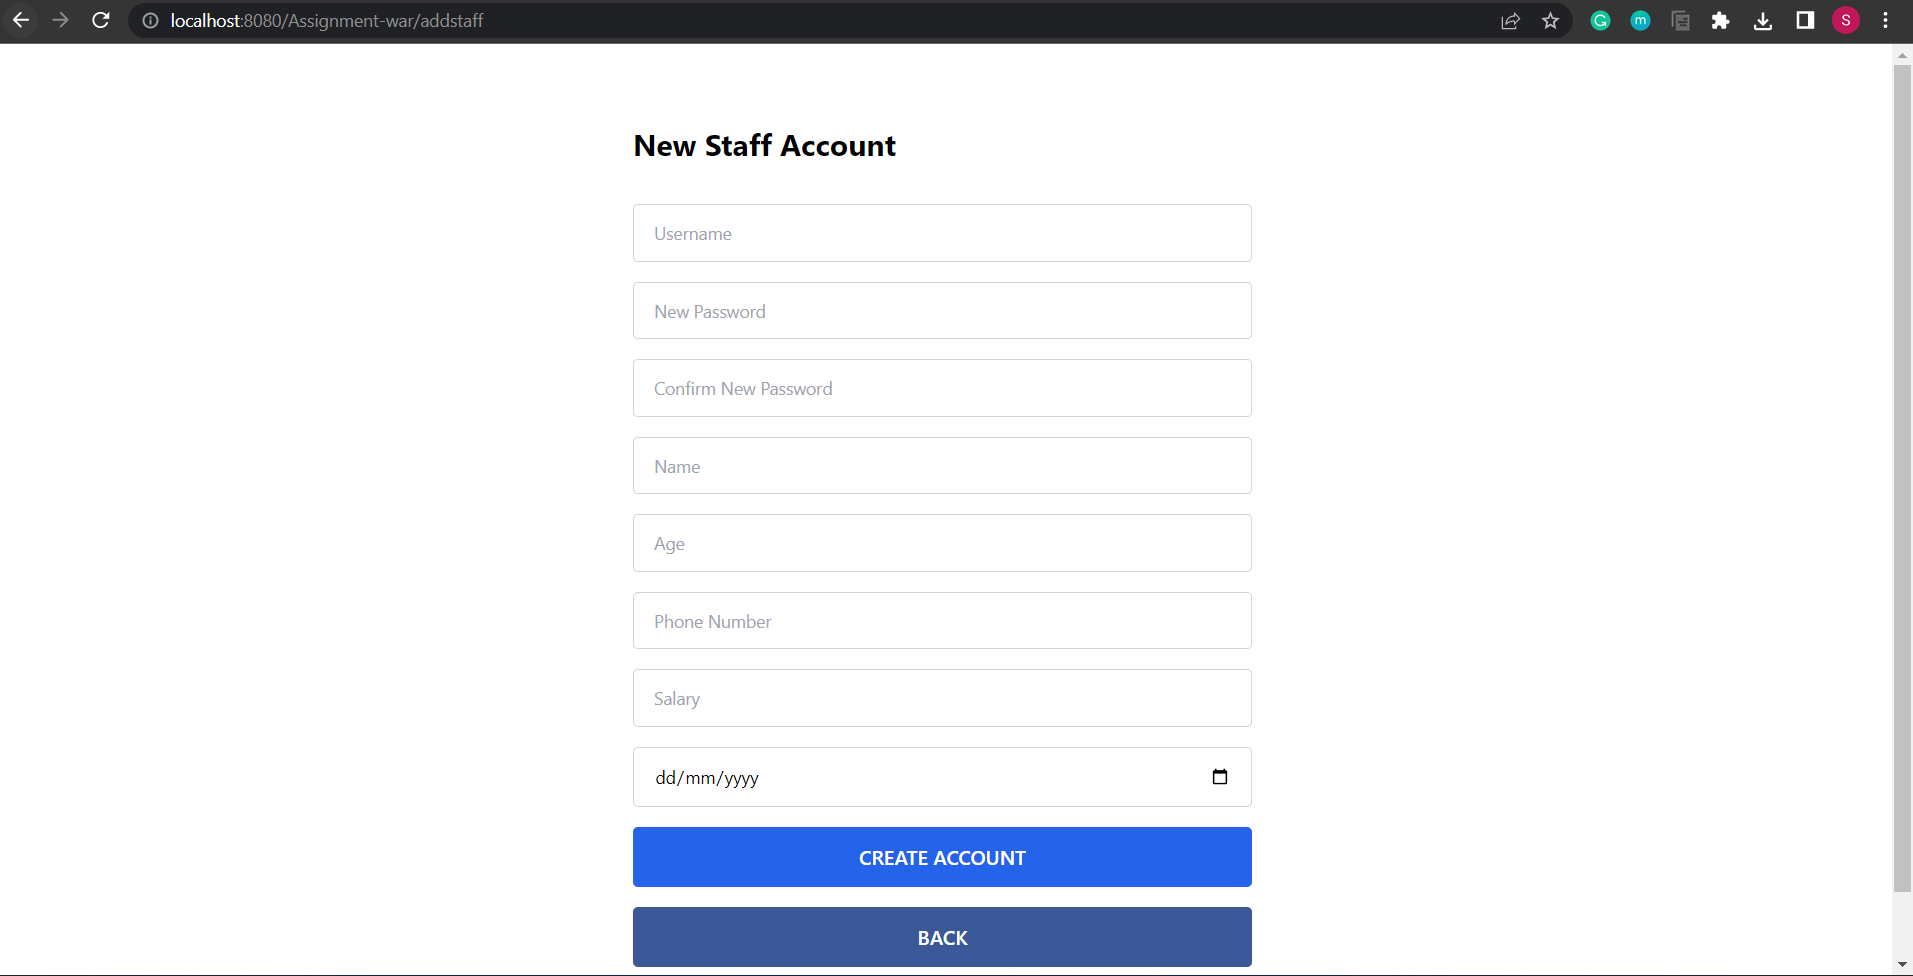 localhost:8080/Assignment-war/addstaff
G
m
S
New Staff Account
Username
New Password
Confirm New Password
Name
Age
Phone Number
Salary
dd/mm/yyyy
CREATE ACCOUNT
BACK